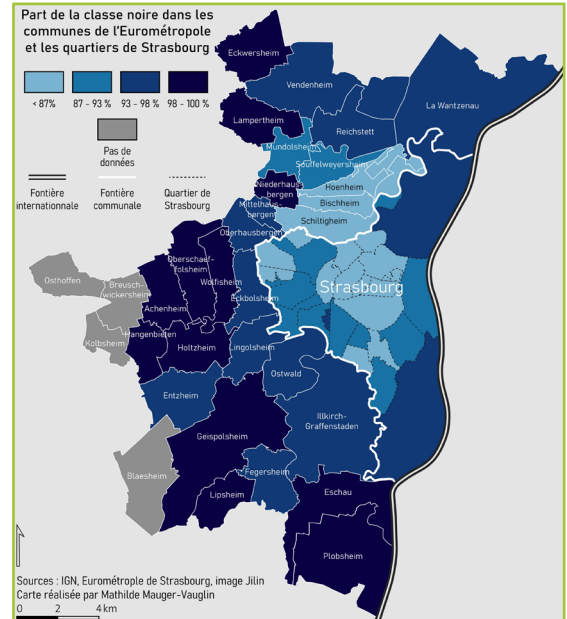 Part de la classe noire dans les
communes de l'Eurométropole
et les quartiers de Strasbourg
<87%
87 - 93 %
93 - 98 %
98 - 100 %
Pas de
données
Fontière
internationnale
Fontière
communale
Quartier de
Strasbourg
Eckwersheim
Vendenheim
La Wantzenau
Lampertheim
Reichstett
Mundolsheim
Souffelweyersheim
Niederhaus-
bergen
Hoenheim
Bischheim
Mittelhaus-
bergen
Schiltigheim
Oberhausbergen
Oberschaef-
folsheim
Wolfisheim
Strasbourg
Osthoffen
Breusch-
wickersheim
Achenheim
Eckbolsheim
Kolbsheim
Hangenbieten
Holtzheim
Lingolsheim
Ostwald
Entzheim
Illkirch-
Graffenstaden
Geispolsheim
Blaesheim
Fegersheim
Lipsheim
Eschau
Plobsheim
Sources : IGN, Eurométrople de Strasbourg, image Jilin
Carte réalisée par Mathilde Mauger-Vauglin
0 2 4 km